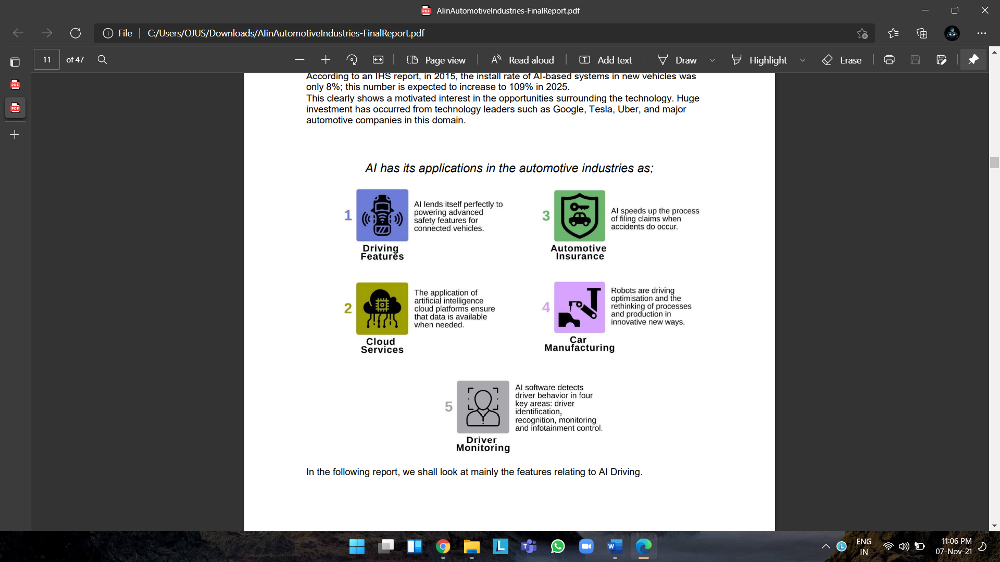 AIinAutomotiveIndustries-FinalReport.pdf
File
C:/Users/OJUS/Downloads/AIinAutomotiveIndustries-FinalReport.pdf
11 of 47
Page view
Read aloud
Add text
Draw
Highlight
Erase
According to an IHS report, in 2015, the install rate of AI-based systems in new vehicles was
only 8%; this number is expected to increase to 109% in 2025.
This clearly shows a motivated interest in the opportunities surrounding the technology. Huge
investment has occurred from technology leaders such as Google, Tesla, Uber, and major
automotive companies in this domain.
AI has its applications in the automotive industries as;
1
AI lends itself perfectly to
powering advanced
safety features for
connected vehicles.
Driving
Features
2
The application of
artificial intelligence
cloud platforms ensure
that data is available
when needed.
Cloud
Services
3
AI speeds up the process
of filing claims when
accidents do occur.
Automotive
Insurance
4
Robots are driving
optimisation and the
rethinking of processes
and production in
innovative new ways.
Car
Manufacturing
5
AI software detects
driver behavior in four
key areas: driver
identification,
recognition, monitoring
and infotainment control.
Driver
Monitoring
In the following report, we shall look at mainly the features relating to AI Driving.
ENG
IN
11:06 PM
07-Nov-21